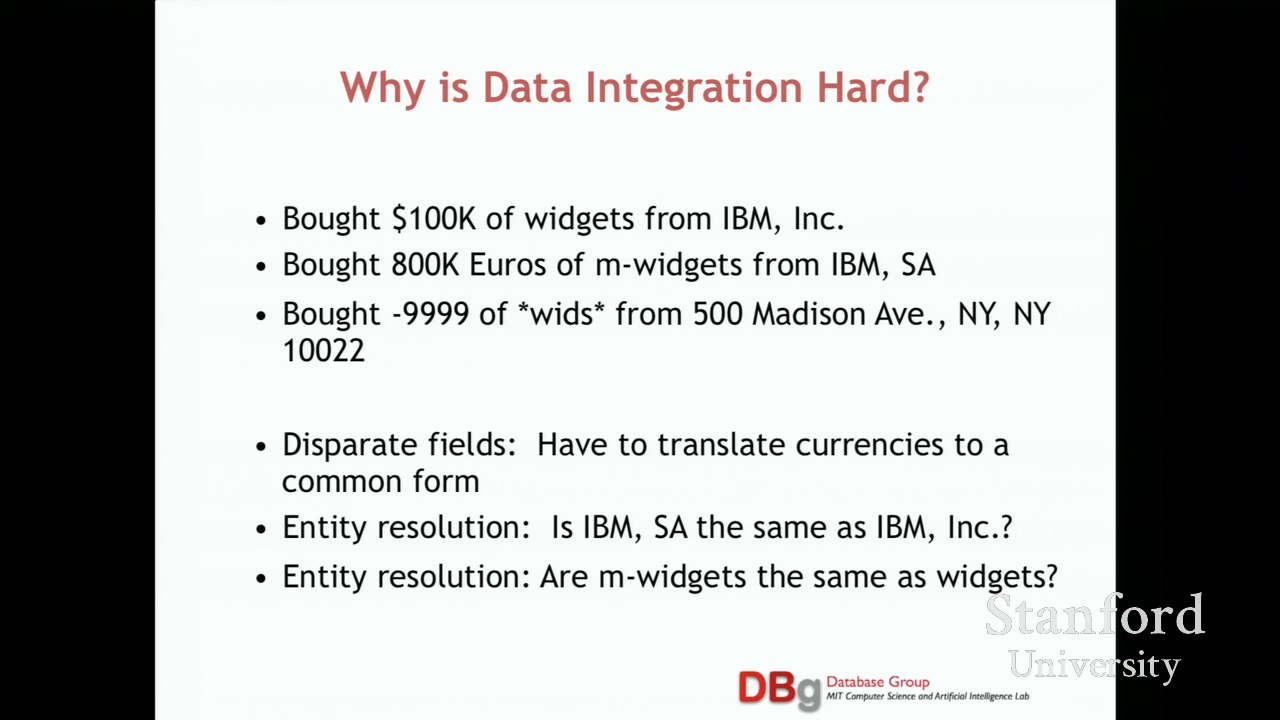 Why is Data Integration Hard?
• Bought $100K of widgets from IBM, Inc.
• Bought 800K Euros of m-widgets from IBM, SA
• Bought -9999 of *wids* from 500 Madison Ave., NY, NY
10022
• Disparate fields:  Have to translate currencies to a
common form
• Entity resolution:  Is IBM, SA the same as IBM, Inc.?
• Entity resolution: Are m-widgets the same as widgets?
Stanford
University
DBg
Database Group
MIT Computer Science and Artificial Intelligence Lab